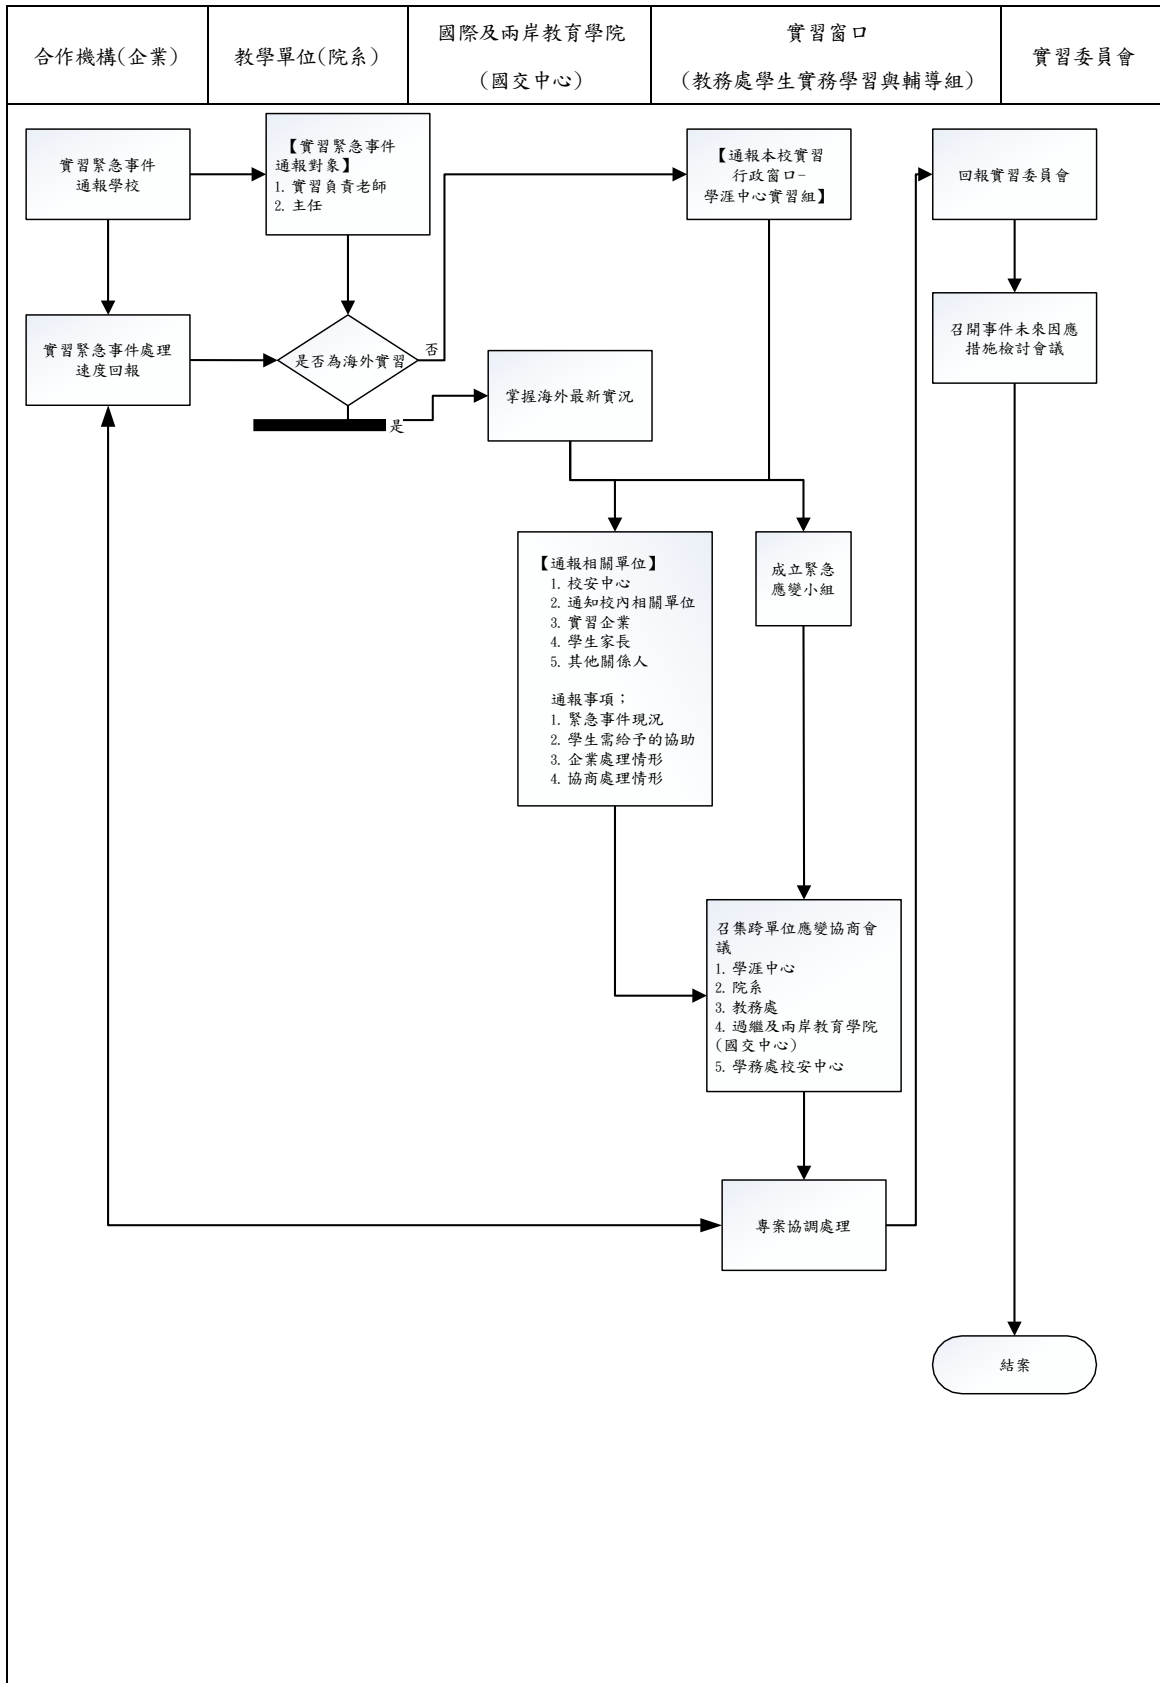 合作機構(企業)
教學單位(院系)
國際及兩岸教育學院
(國交中心)
實習窗口
(教務處學生實務學習與輔導組)
實習委員會
實習緊急事件
通報學校
【實習緊急事件
通報對象】
1. 實習負責老師
2. 主任
【通報本校實習
行政窗口-
學涯中心實習組】
回報實習委員會
實習緊急事件處理
速度回報
是否為海外實習
否
是
掌握海外最新實況
召開事件未來因應
措施檢討會議
【通報相關單位】
1. 校安中心
2. 通知校內相關單位
3. 實習企業
4. 學生家長
5. 其他關係人
通報事項；
1. 緊急事件現況
2. 學生需給予的協助
3. 企業處理情形
4. 協商處理情形
成立緊急
應變小組
召集跨單位應變協商會
議
1. 學涯中心
2. 院系
3. 教務處
4. 過繼及兩岸教育學院
(國交中心)
5. 學務處校安中心
專案協調處理
結案